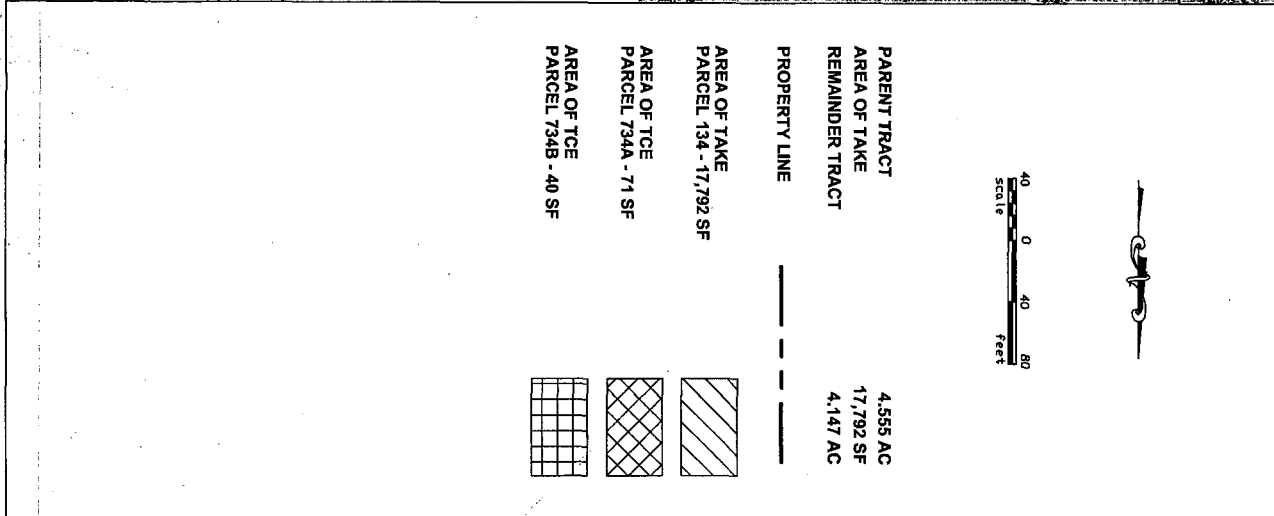 40 0 40 80
scale feet
PARENT TRACT 4.555 AC
AREA OF TAKE 17,792 SF
REMAINDER TRACT 4.147 AC
PROPERTY LINE
AREA OF TAKE
PARCEL 134 - 17,792 SF
AREA OF TCE
PARCEL 734A - 71 SF
AREA OF TCE
PARCEL 734B - 40 SF